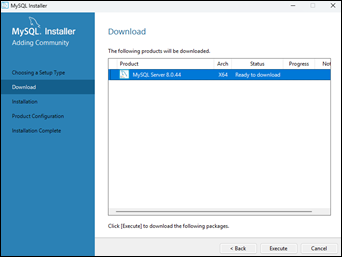 MySQL Installer
MySQL. Installer
Adding Community
Choosing a Setup Type
Download
Installation
Product Configuration
Installation Complete
Download
The following products will be downloaded.
Product Arch Status Progress Not
MySQL Server 8.0.44 X64 Ready to download
Click [Execute] to download the following packages.
< Back Execute Cancel